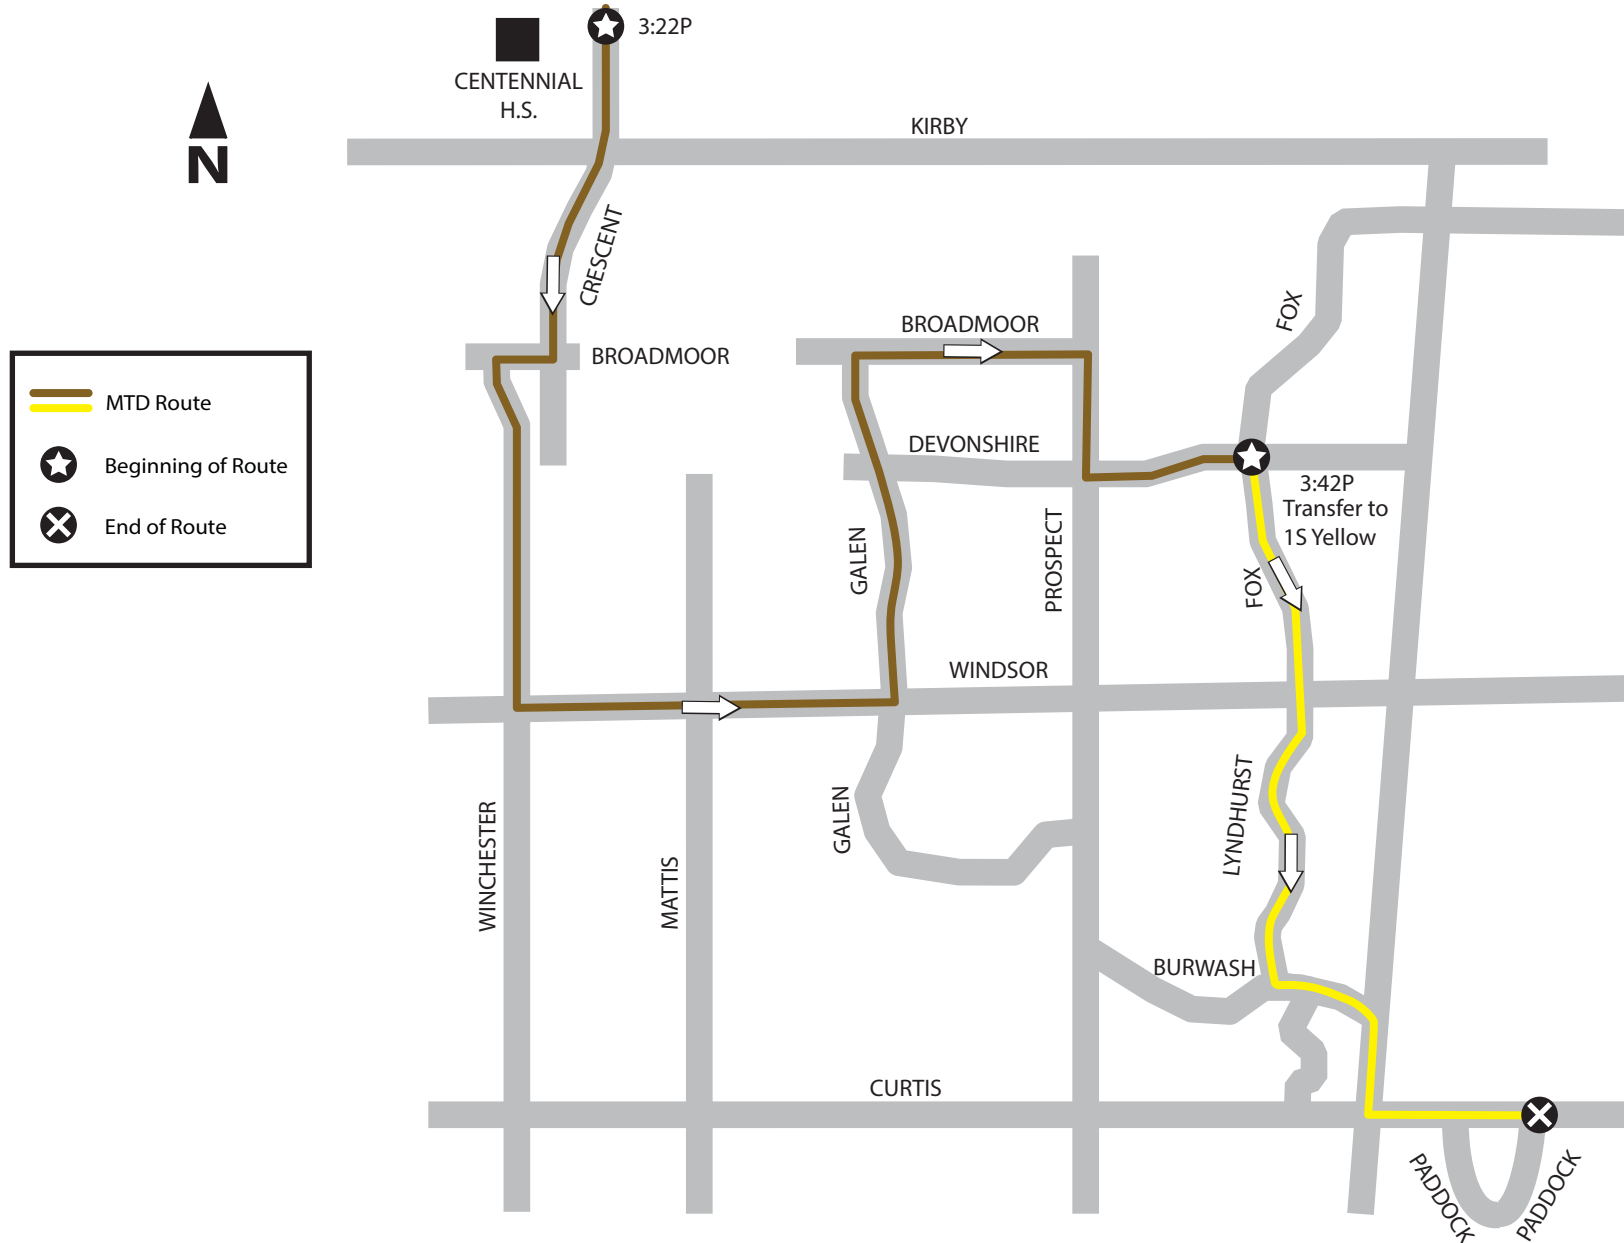 3:22P
CENTENNIAL
H.S.
KIRBY
N
CRESCENT
FOX
BROADMOOR
BROADMOOR
MTD Route
Beginning of Route
End of Route
DEVONSHIRE
3:42P
Transfer to
1S Yellow
GALEN
PROSPECT
FOX
WINDSOR
LYNDHURST
GALEN
WINCHESTER
MATTIS
BURWASH
CURTIS
PADDOCK
PADDOCK